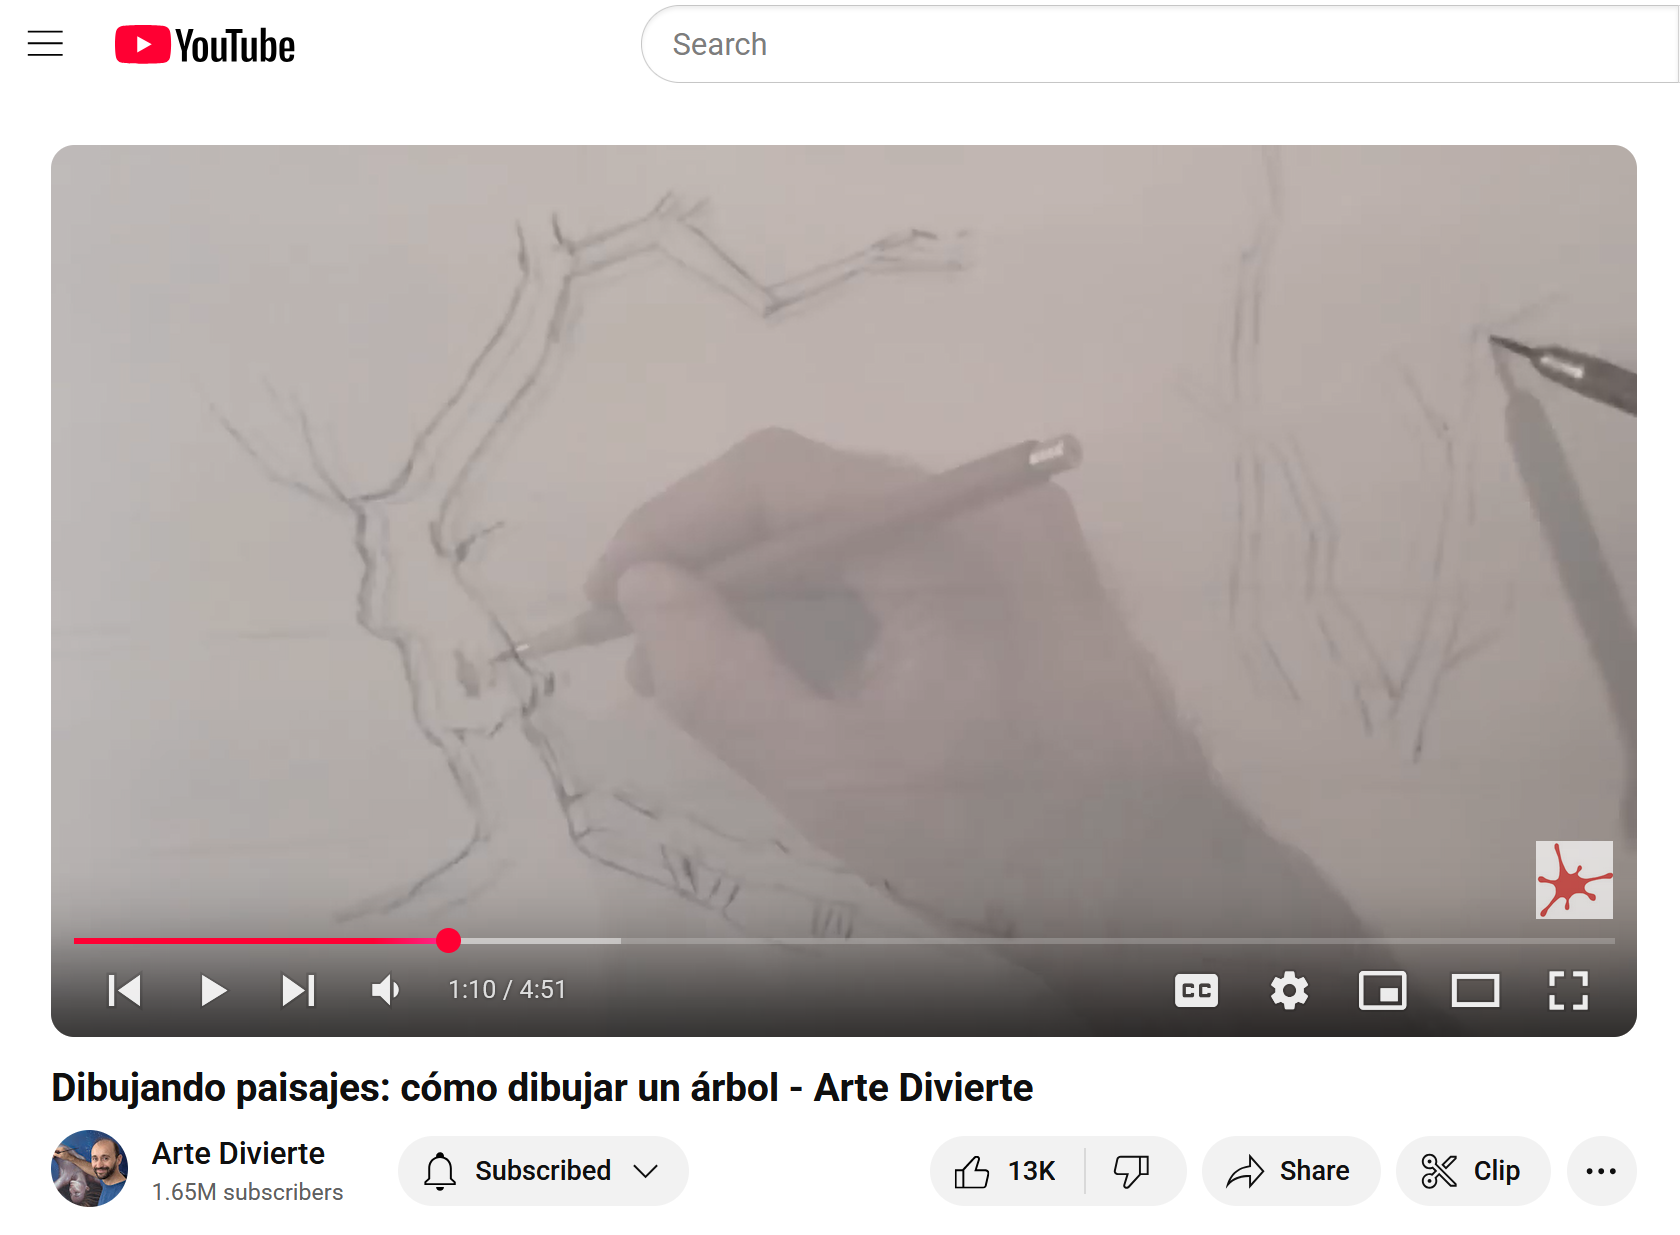 YouTube
Search
1:10 / 4:51
CC
Dibujando paisajes: cómo dibujar un árbol - Arte Divierte
Arte Divierte
1.65M subscribers
Subscribed
13K
Share
Clip